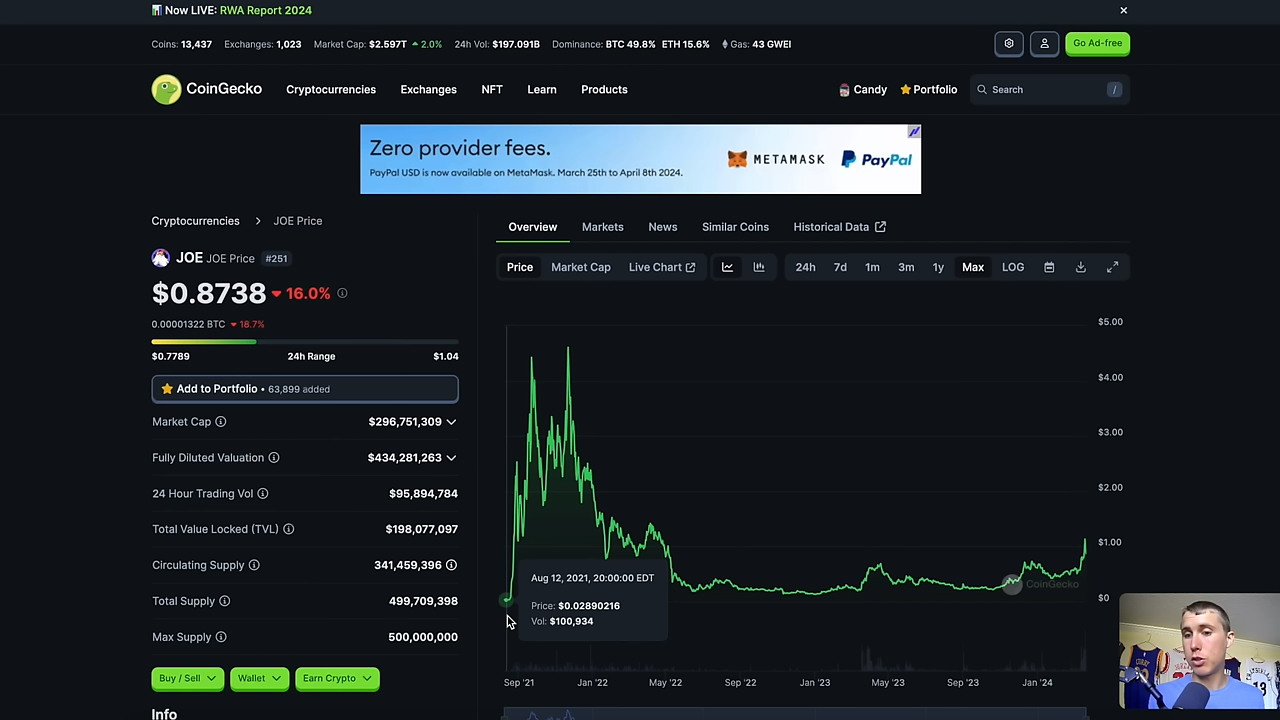 Now LIVE: RWA Report 2024
Coins: 13,437 Exchanges: 1,023 Market Cap: $2.597T 2.0% 24h Vol: $197.091B Dominance: BTC 49.8% ETH 15.6% Gas: 43 GWEI
Go Ad-free
CoinGecko Cryptocurrencies Exchanges NFT Learn Products Candy Portfolio Search /
Zero provider fees.
PayPal USD is now available on MetaMask. March 25th to April 8th 2024.
METAMASK PayPal
Cryptocurrencies > JOE Price
JOE JOE Price #251
$0.8738 16.0%
0.00001322 BTC 18.7%
$0.7789 24h Range $1.04
Add to Portfolio • 63,899 added
Market Cap $296,751,309
Fully Diluted Valuation $434,281,263
24 Hour Trading Vol $95,894,784
Total Value Locked (TVL) $198,077,097
Circulating Supply 341,459,396
Total Supply 499,709,398
Max Supply 500,000,000
Buy / Sell Wallet Earn Crypto
Info
Overview Markets News Similar Coins Historical Data
Price Market Cap Live Chart 24h 7d 1m 3m 1y Max LOG
$5.00
$4.00
$3.00
$2.00
$1.00
$0
CoinGecko
Aug 12, 2021, 20:00:00 EDT
Price: $0.02890216
Vol: $100,934
Sep '21 Jan '22 May '22 Sep '22 Jan '23 May '23 Sep '23 Jan '24